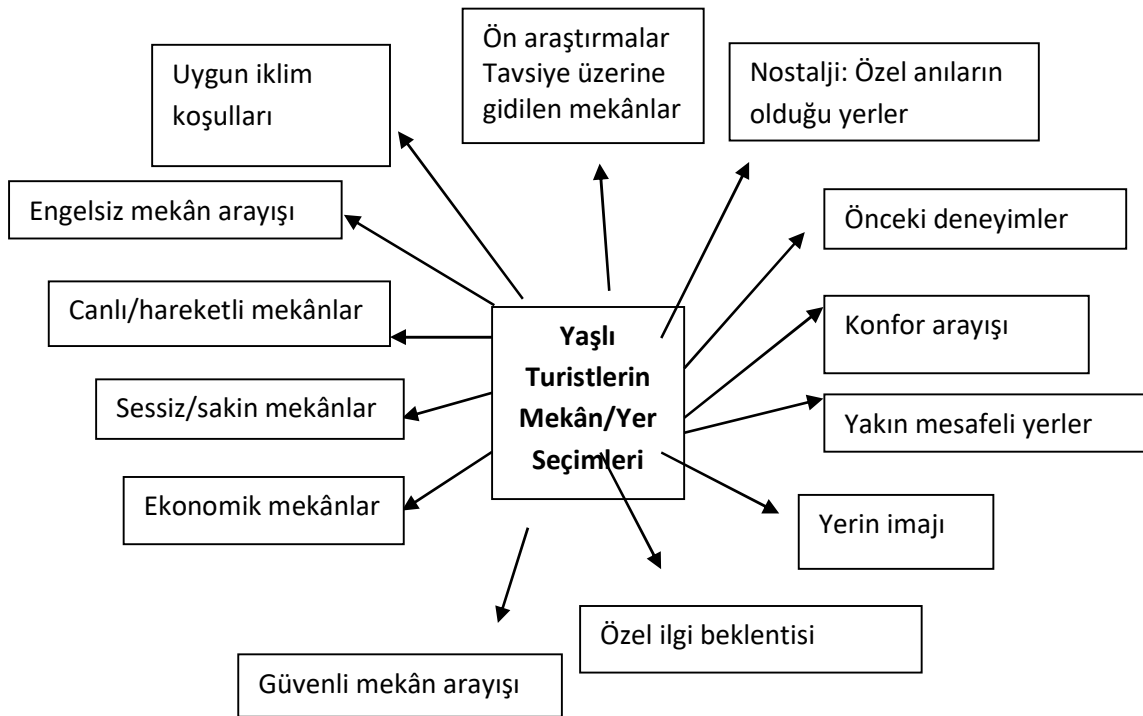 Ön araştırmalar
Tavsiye üzerine
gidilen mekânlar
Uygun iklim
koşulları
Nostalji: Özel anıların
olduğu yerler
Engelsiz mekân arayışı
Önceki deneyimler
Canlı/hareketli mekânlar
Konfor arayışı
Yaşlı
Turistlerin
Mekân/Yer
Seçimleri
Sessiz/sakin mekânlar
Yakın mesafeli yerler
Ekonomik mekânlar
Yerin imajı
Özel ilgi beklentisi
Güvenli mekân arayışı